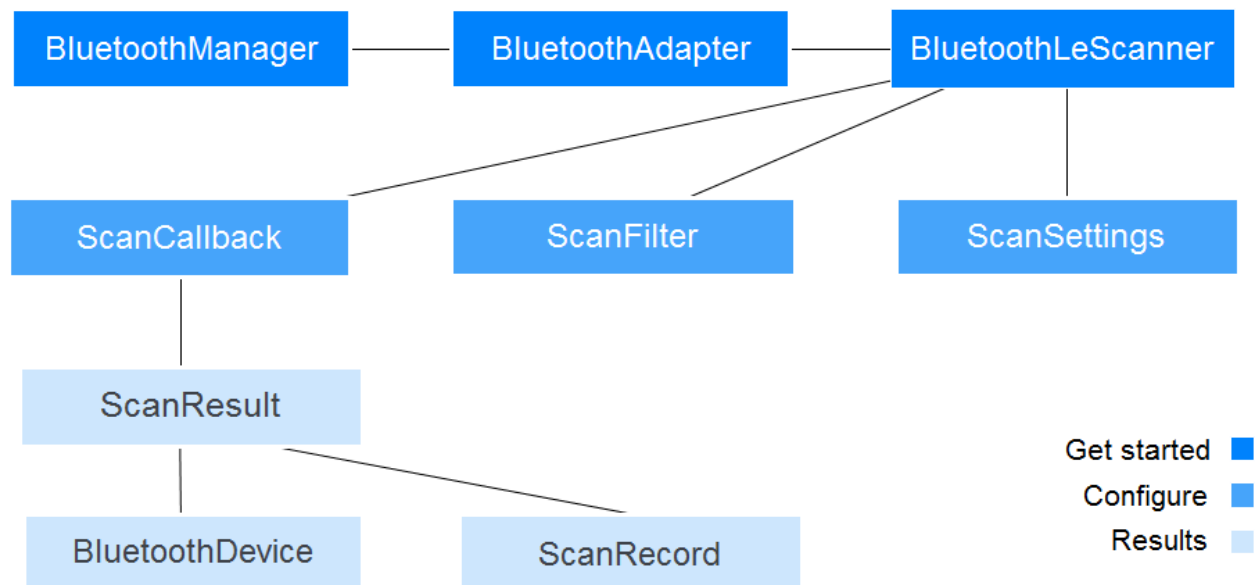 BluetoothManager
BluetoothAdapter
BluetoothLeScanner
ScanCallback
ScanFilter
ScanSettings
ScanResult
BluetoothDevice
ScanRecord
Get started
Configure
Results